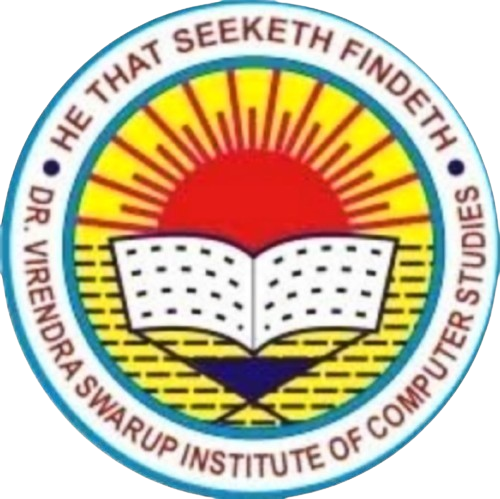 HE THAT SEEKETH FINDETH
DR. VIRENDRA SWARUP INSTITUTE OF COMPUTER STUDIES